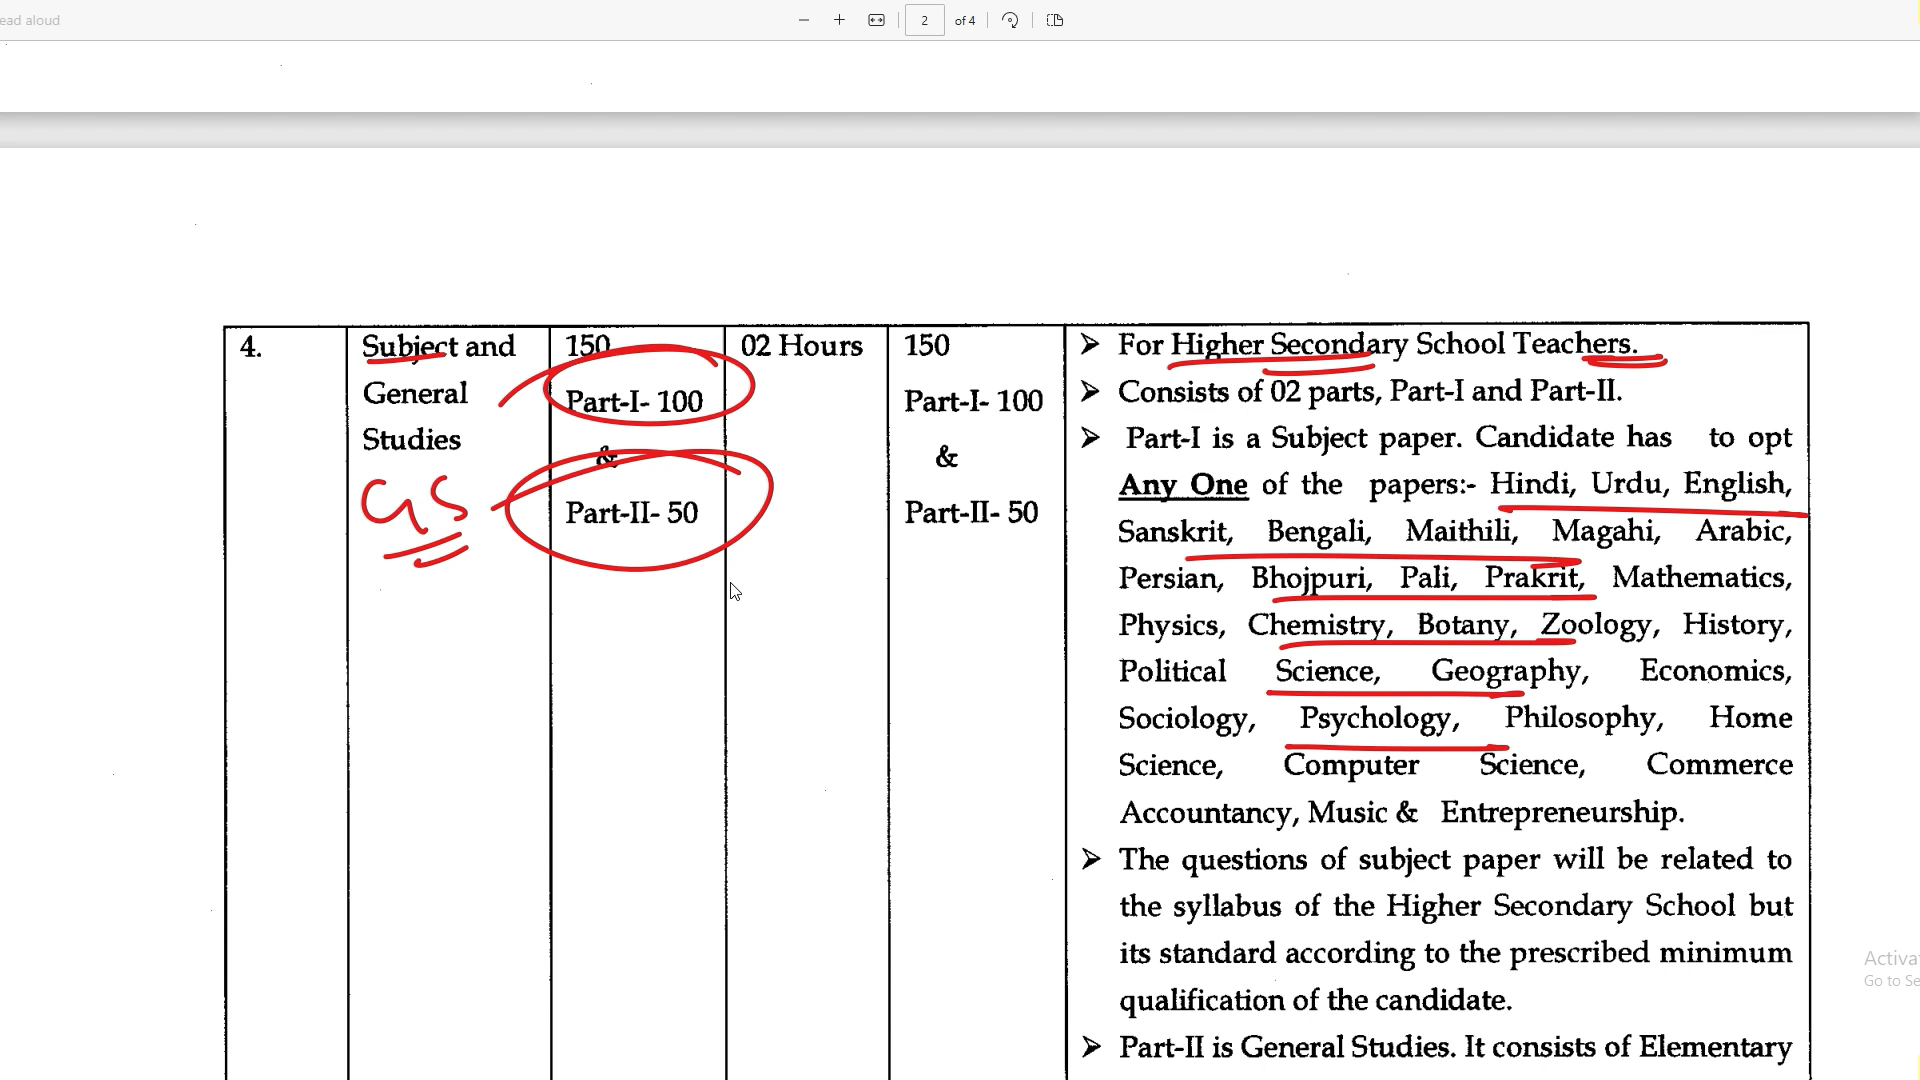 ead aloud
2
of 4
4.
Subject and
General
Studies
GS
150
Part-I- 100
&
Part-II- 50
02 Hours
150
Part-I- 100
&
Part-II- 50
➢ For Higher Secondary School Teachers.
➢ Consists of 02 parts, Part-I and Part-II.
➢ Part-I is a Subject paper. Candidate has to opt
Any One of the papers:- Hindi, Urdu, English,
Sanskrit, Bengali, Maithili, Magahi, Arabic,
Persian, Bhojpuri, Pali, Prakrit, Mathematics,
Physics, Chemistry, Botany, Zoology, History,
Political Science, Geography, Economics,
Sociology, Psychology, Philosophy, Home
Science, Computer Science, Commerce
Accountancy, Music & Entrepreneurship.
➢ The questions of subject paper will be related to
the syllabus of the Higher Secondary School but
its standard according to the prescribed minimum
qualification of the candidate.
➢ Part-II is General Studies. It consists of Elementary
Activa
Go to Se